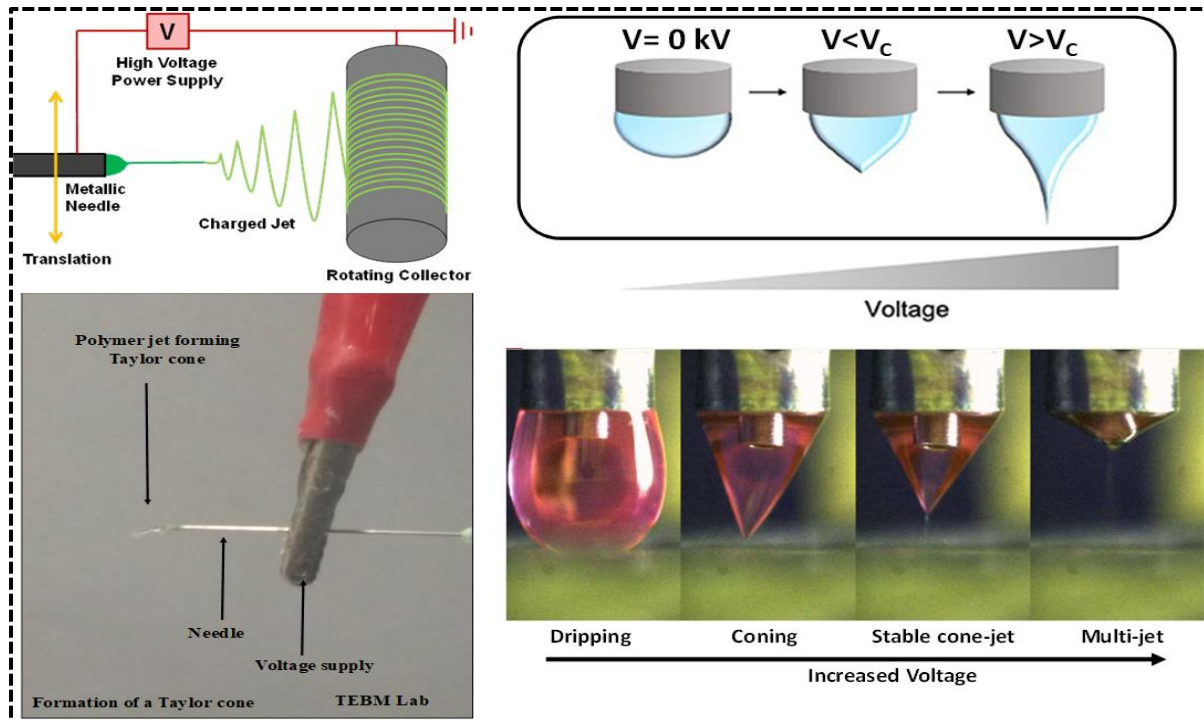 V
High Voltage
Power Supply
Metallic
Needle
Charged Jet
Translation
Rotating Collector
V= 0 kV
V<Vc
V>Vc
Voltage
Polymer jet forming
Taylor cone
Needle
Voltage supply
Formation of a Taylor cone
TEBM Lab
Dripping
Coning
Stable cone-jet
Multi-jet
Increased Voltage